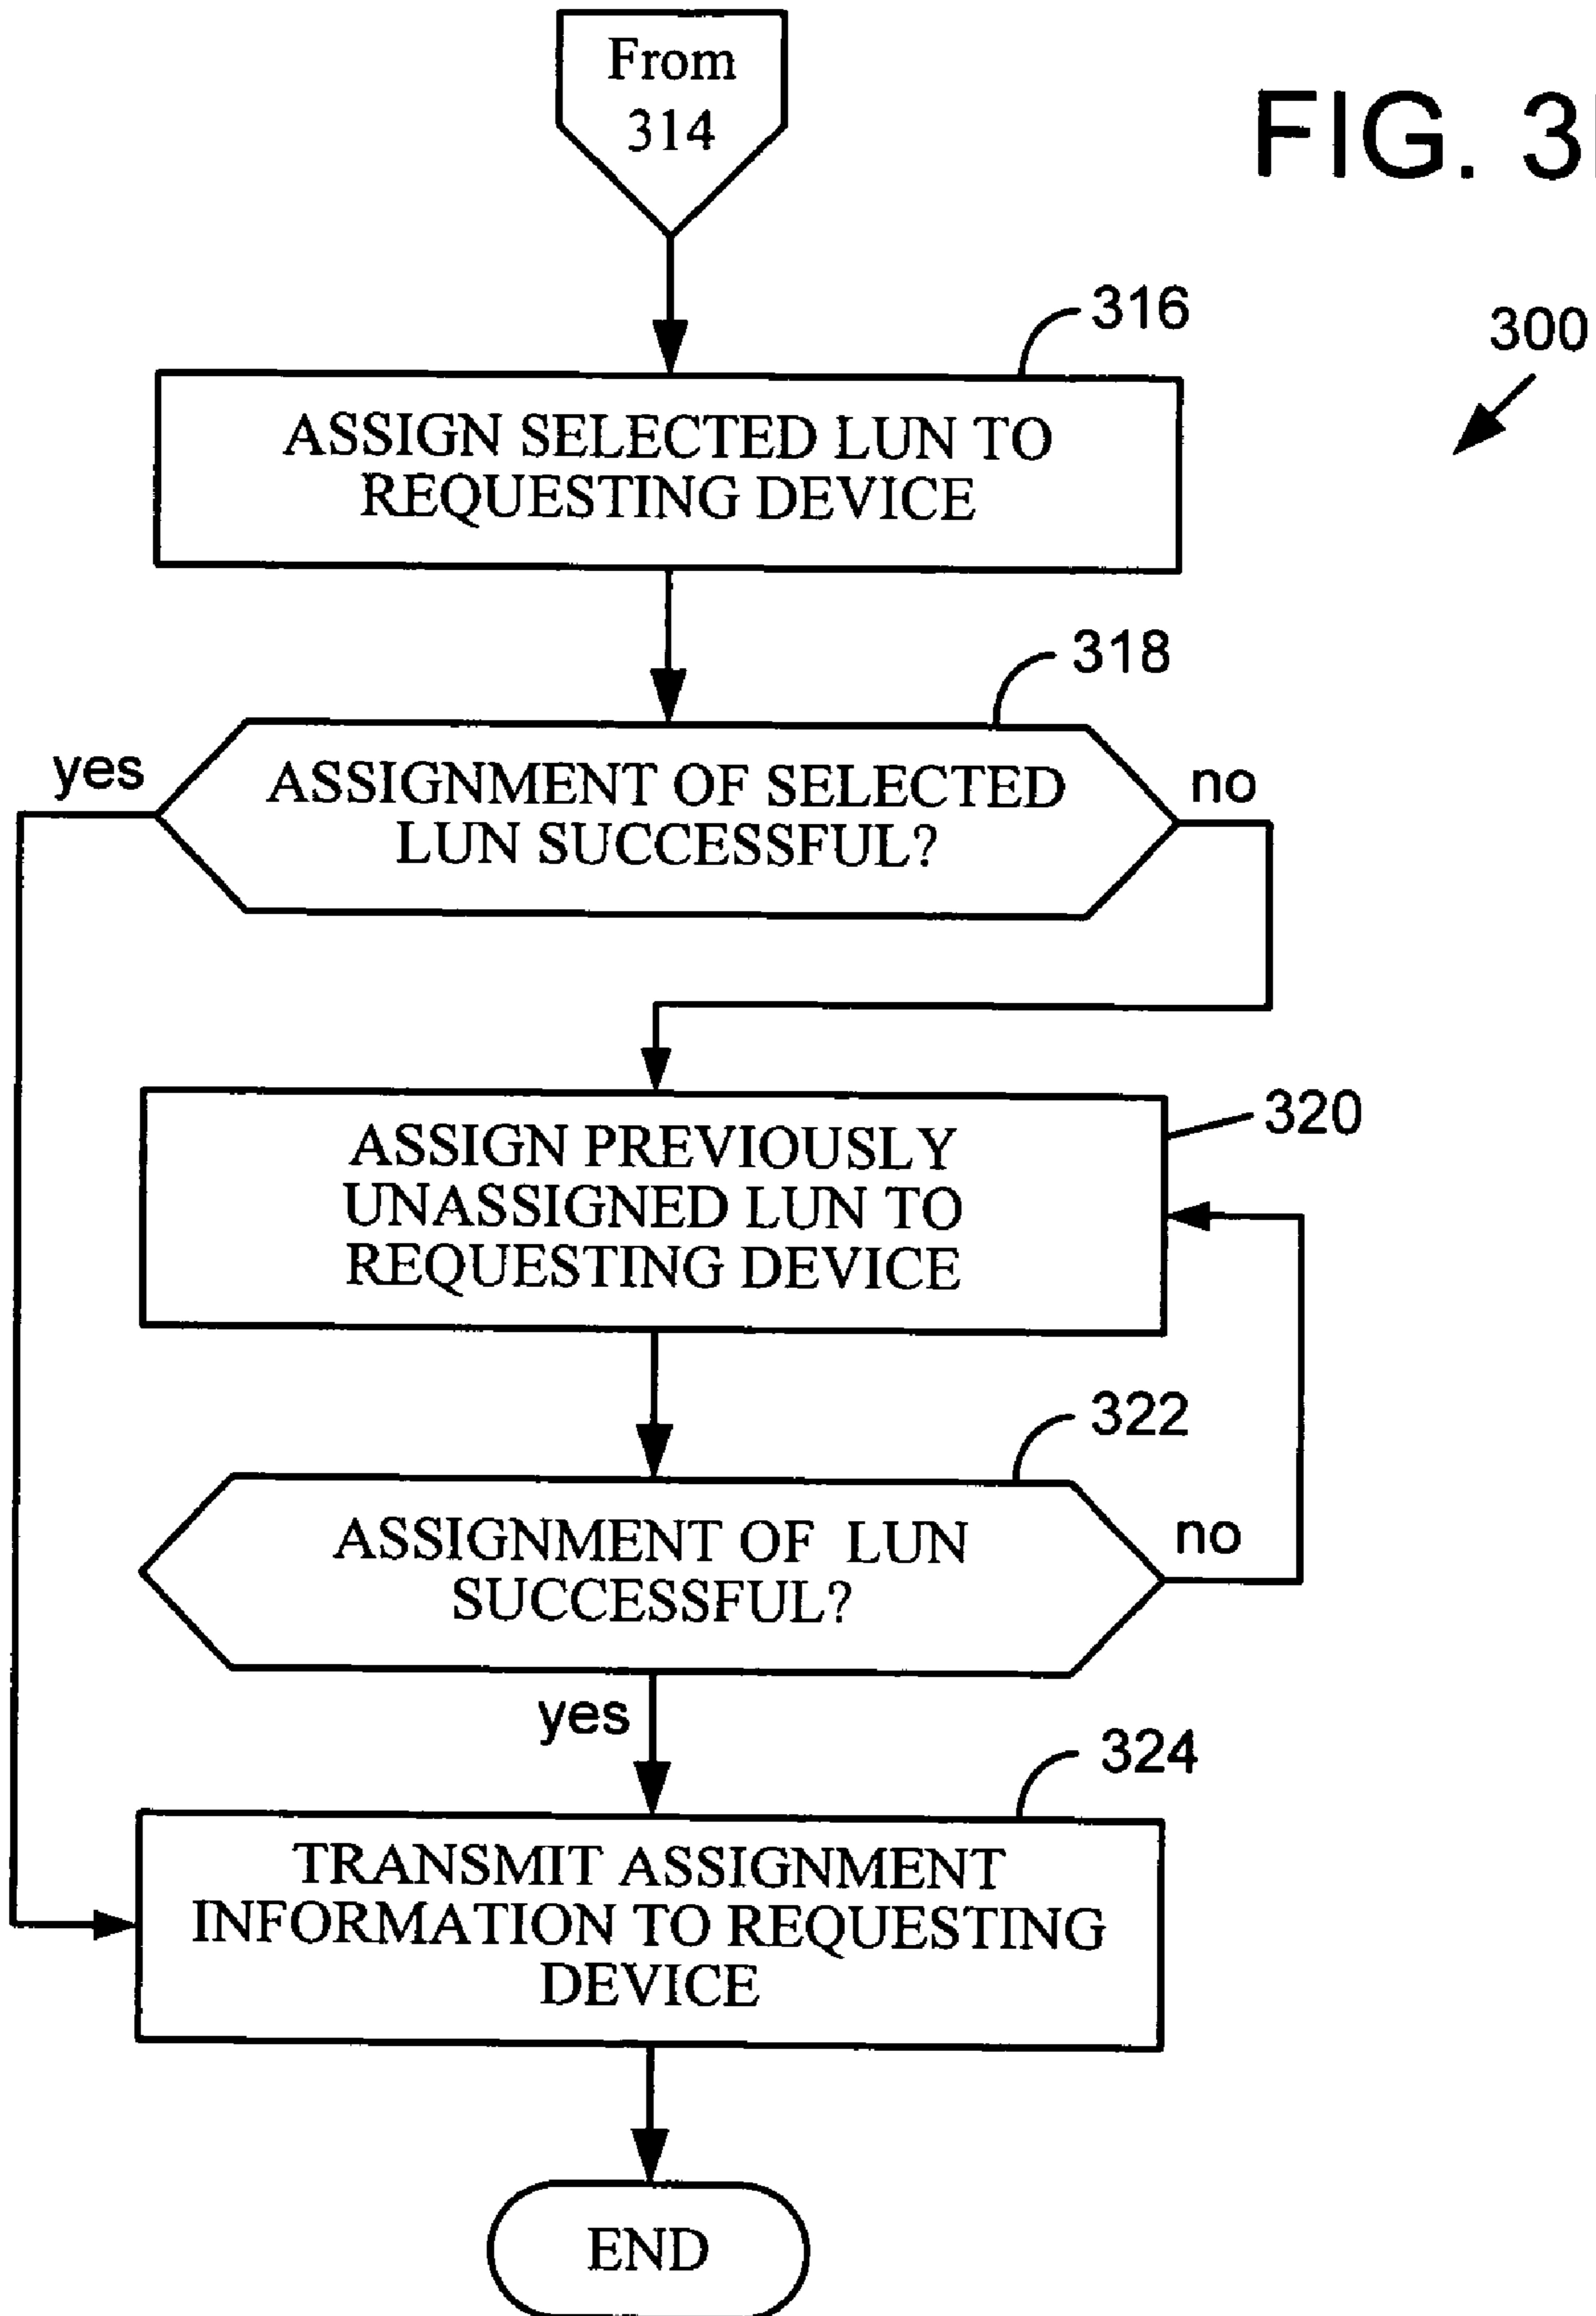 From
314
FIG. 3
316
300
ASSIGN SELECTED LUN TO
REQUESTING DEVICE
318
yes
ASSIGNMENT OF SELECTED
LUN SUCCESSFUL?
no
ASSIGN PREVIOUSLY
UNASSIGNED LUN TO
REQUESTING DEVICE
320
322
ASSIGNMENT OF LUN
SUCCESSFUL?
no
yes
324
TRANSMIT ASSIGNMENT
INFORMATION TO REQUESTING
DEVICE
END